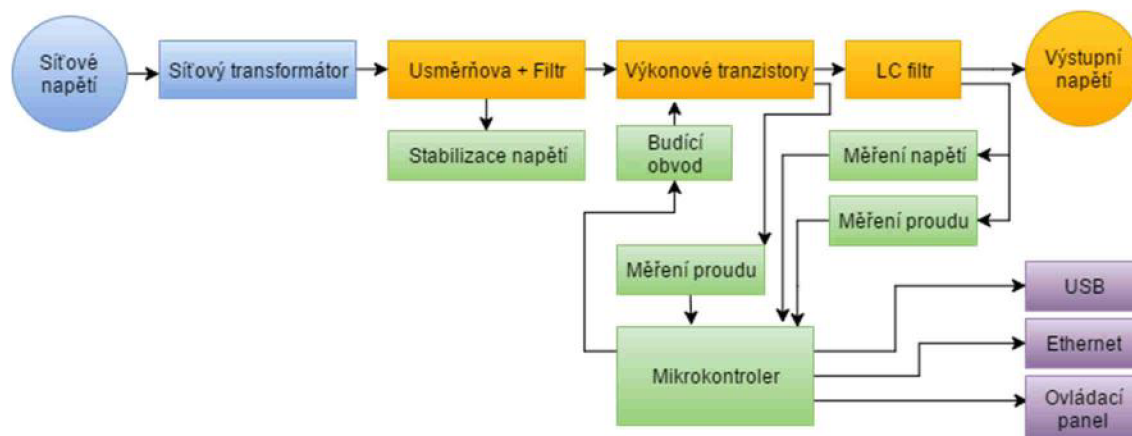 Síťové
napětí
Síťový transformátor
Usměrňova + Filtr
Výkonové tranzistory
LC filtr
Výstupní
napětí
Stabilizace napětí
Budící
obvod
Měření napětí
Měření proudu
Měření proudu
USB
Mikrokontroler
Ethernet
Ovládací
panel